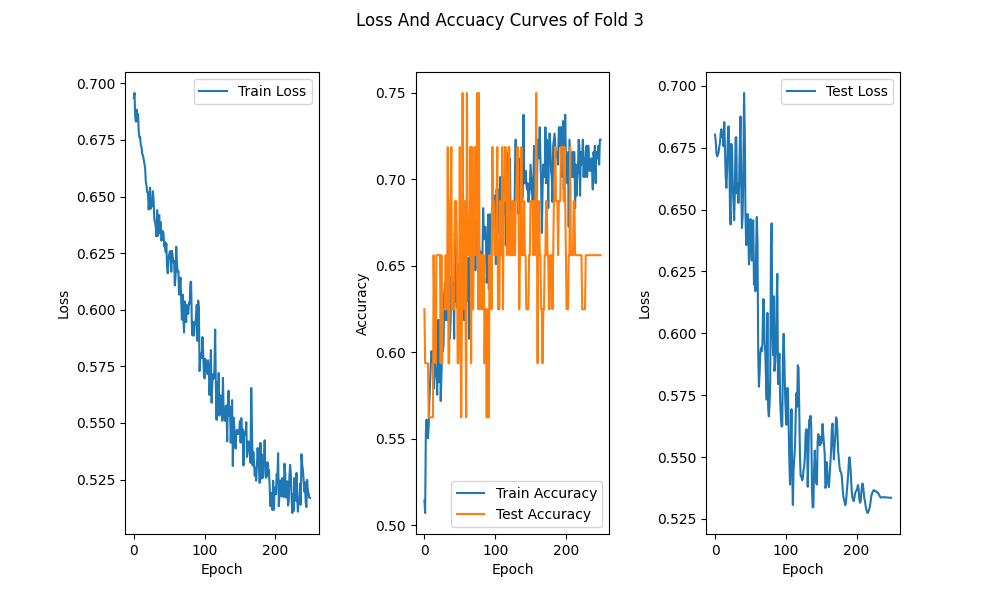 Loss And Accuacy Curves of Fold 3
0.700
0.675
0.650
0.625
0.600
0.575
0.550
0.525
0
100
200
Epoch
Loss
Train Loss
0.75
0.70
0.65
0.60
0.55
0.50
0
100
200
Epoch
Accuracy
Train Accuracy
Test Accuracy
0.700
0.675
0.650
0.625
0.600
0.575
0.550
0.525
0
100
200
Epoch
Loss
Test Loss